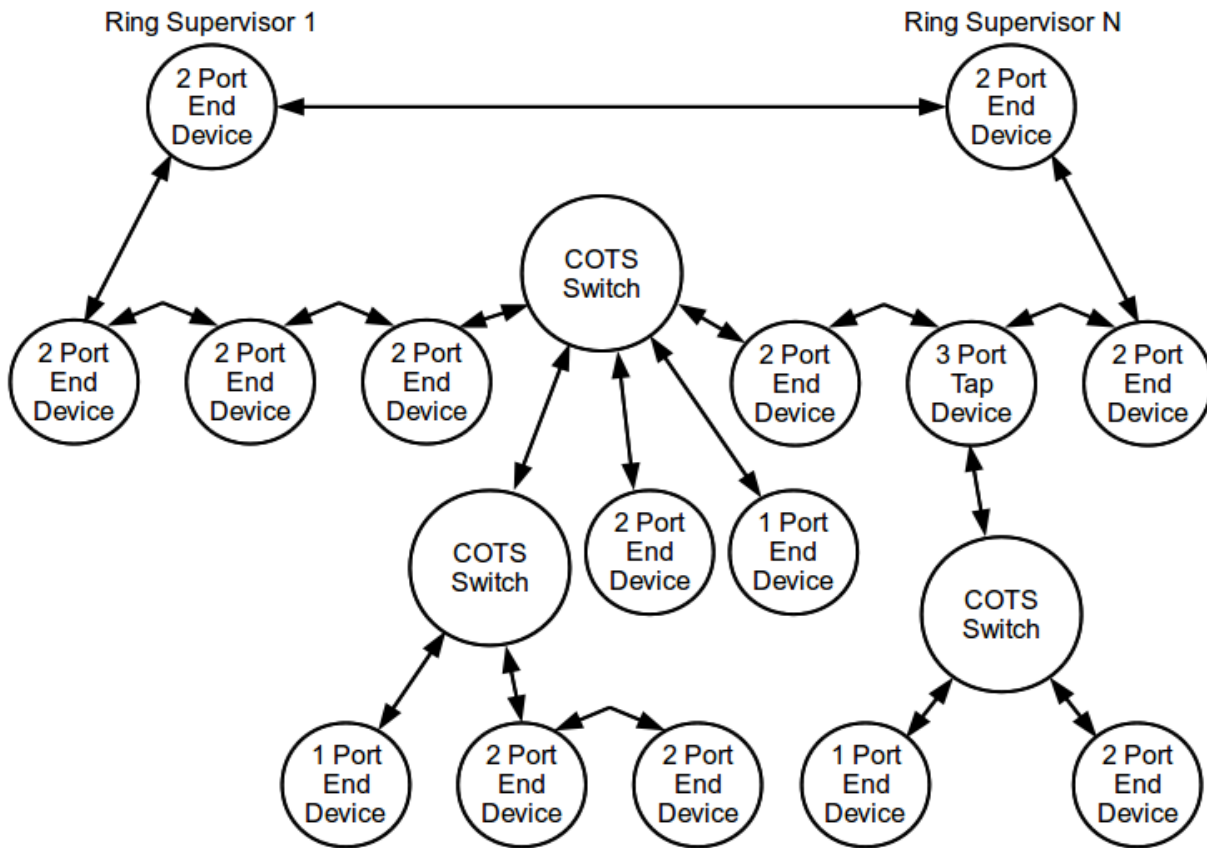 Ring Supervisor 1
Ring Supervisor N
2 Port
End
Device
2 Port
End
Device
COTS
Switch
2 Port
End
Device
2 Port
End
Device
2 Port
End
Device
2 Port
End
Device
3 Port
Tap
Device
2 Port
End
Device
COTS
Switch
2 Port
End
Device
1 Port
End
Device
COTS
Switch
1 Port
End
Device
2 Port
End
Device
2 Port
End
Device
1 Port
End
Device
2 Port
End
Device